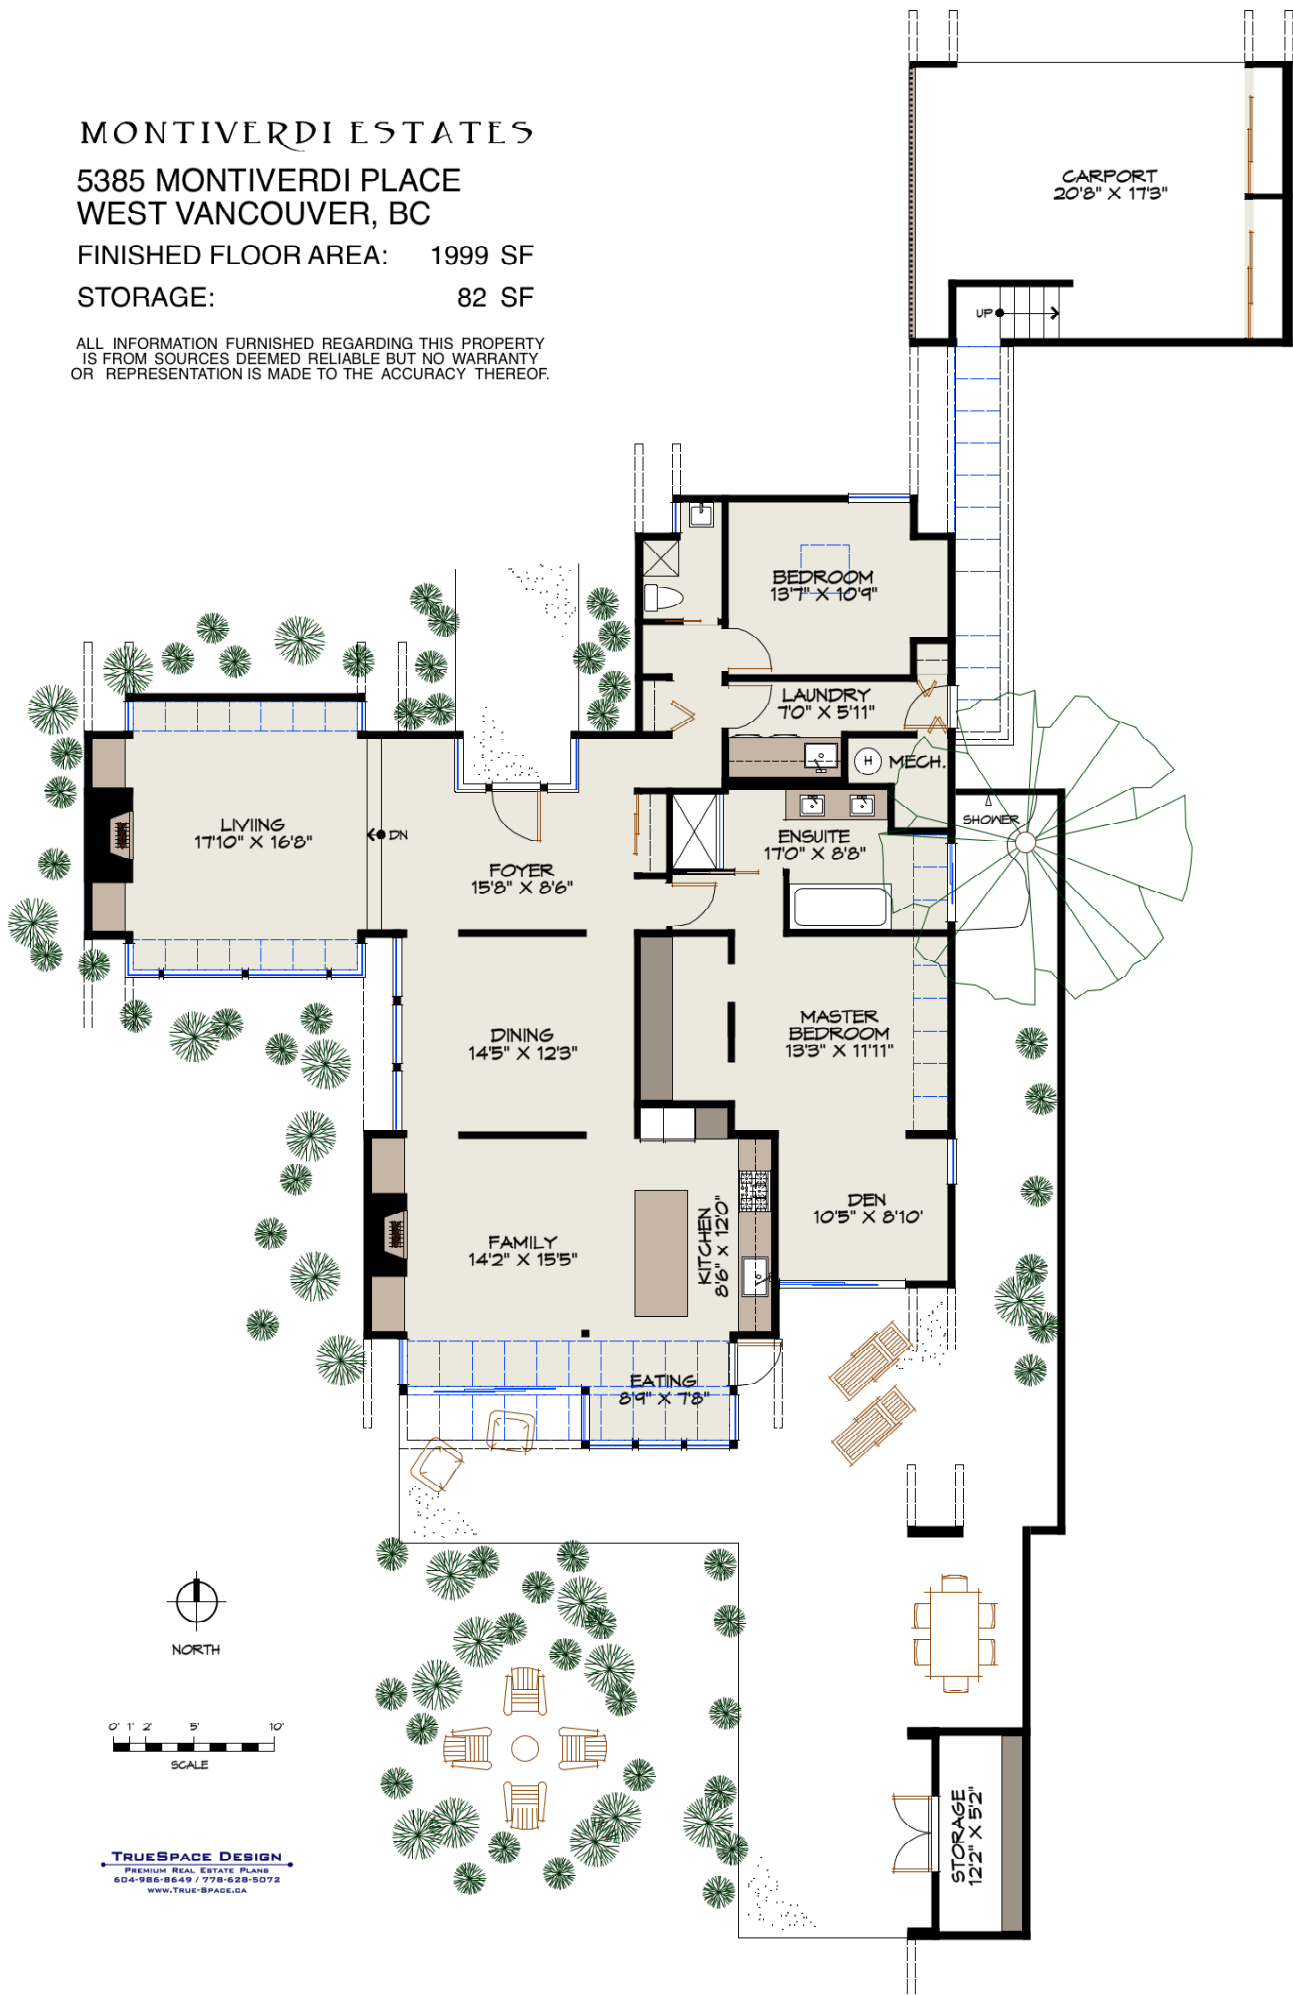 MONTIVERDI ESTATES
5385 MONTIVERDI PLACE
WEST VANCOUVER, BC
FINISHED FLOOR AREA: 1999 SF
STORAGE: 82 SF
ALL INFORMATION FURNISHED REGARDING THIS PROPERTY
IS FROM SOURCES DEEMED RELIABLE BUT NO WARRANTY
OR REPRESENTATION IS MADE TO THE ACCURACY THEREOF.
CARPORT
20'8" X 17'3"
UP
BEDROOM
13'7" X 10'9"
LAUNDRY
7'0" X 5'11"
H
MECH.
LIVIING
17'10" X 16'8"
DN
FOYER
15'8" X 8'6"
ENSUITE
17'0" X 8'8"
SHOWER
DINING
14'5" X 12'3"
MASTER
BEDROOM
13'3" X 11'11"
DEN
10'5" X 8'10'
FAMILY
14'2" X 15'5"
KITCHEN
8'6" X 12'0"
EATING
8'9" X 7'8"
NORTH
0' 1' 2' 5' 10'
SCALE
STORAGE
12'2" X 5'2"
TRUESPACE DESIGN
PREMIUM REAL ESTATE PLANS
604-986-8649 / 778-628-5072
WWW.TRUE-SPACE.CA